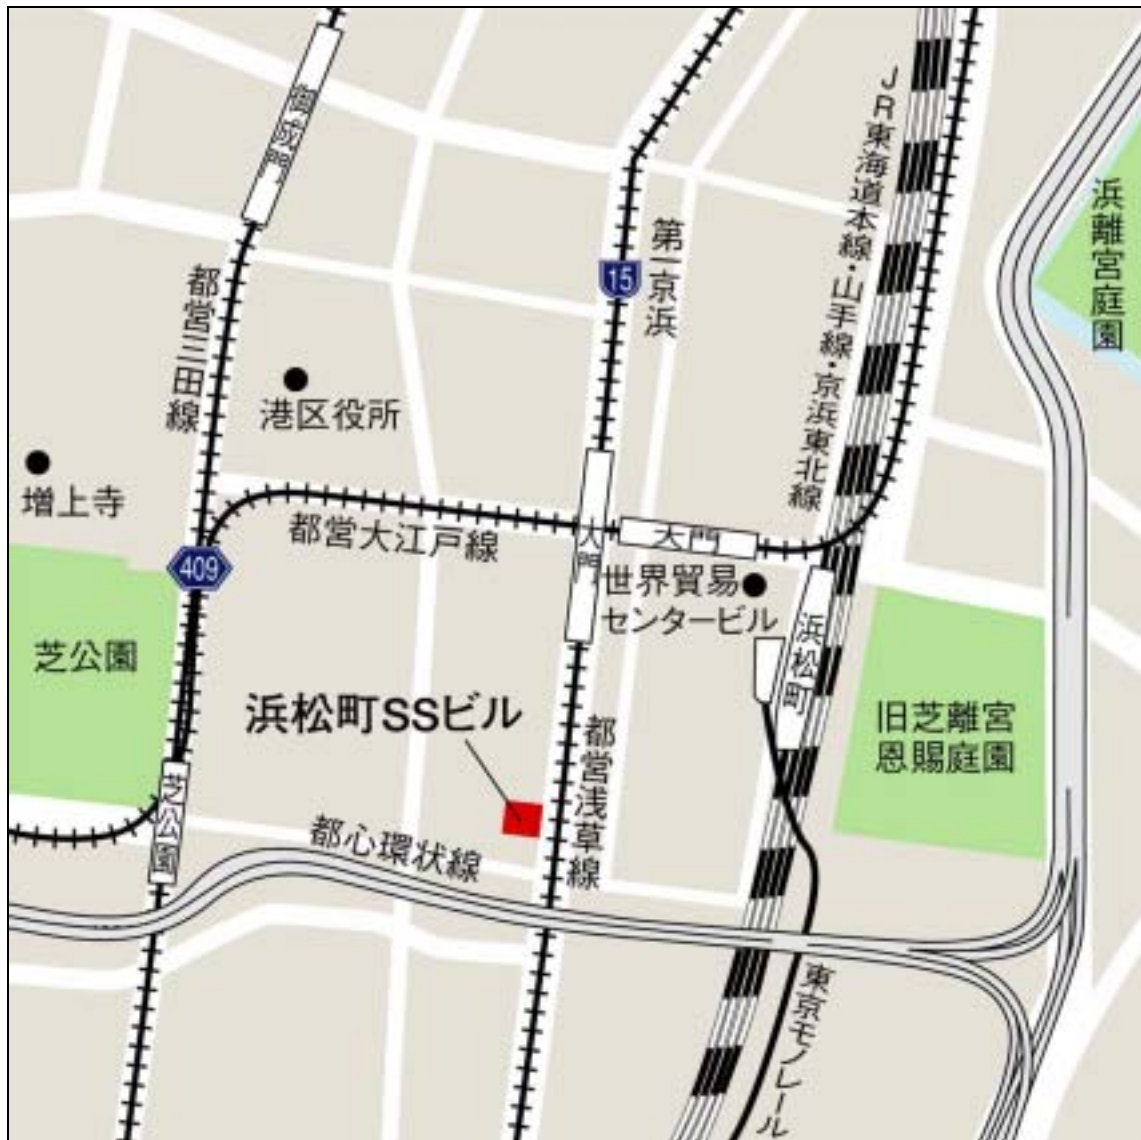 御成門
JR東海道本線・山手線・京浜東北線
浜離宮庭園
第一京浜
15
都営三田線
港区役所
増上寺
都営大江戸線
大門
大門
409
世界貿易
センタービル
浜松町
芝公園
浜松町SSビル
旧芝離宮
恩賜庭園
都営浅草線
芝公園
都心環状線
東京モノレール